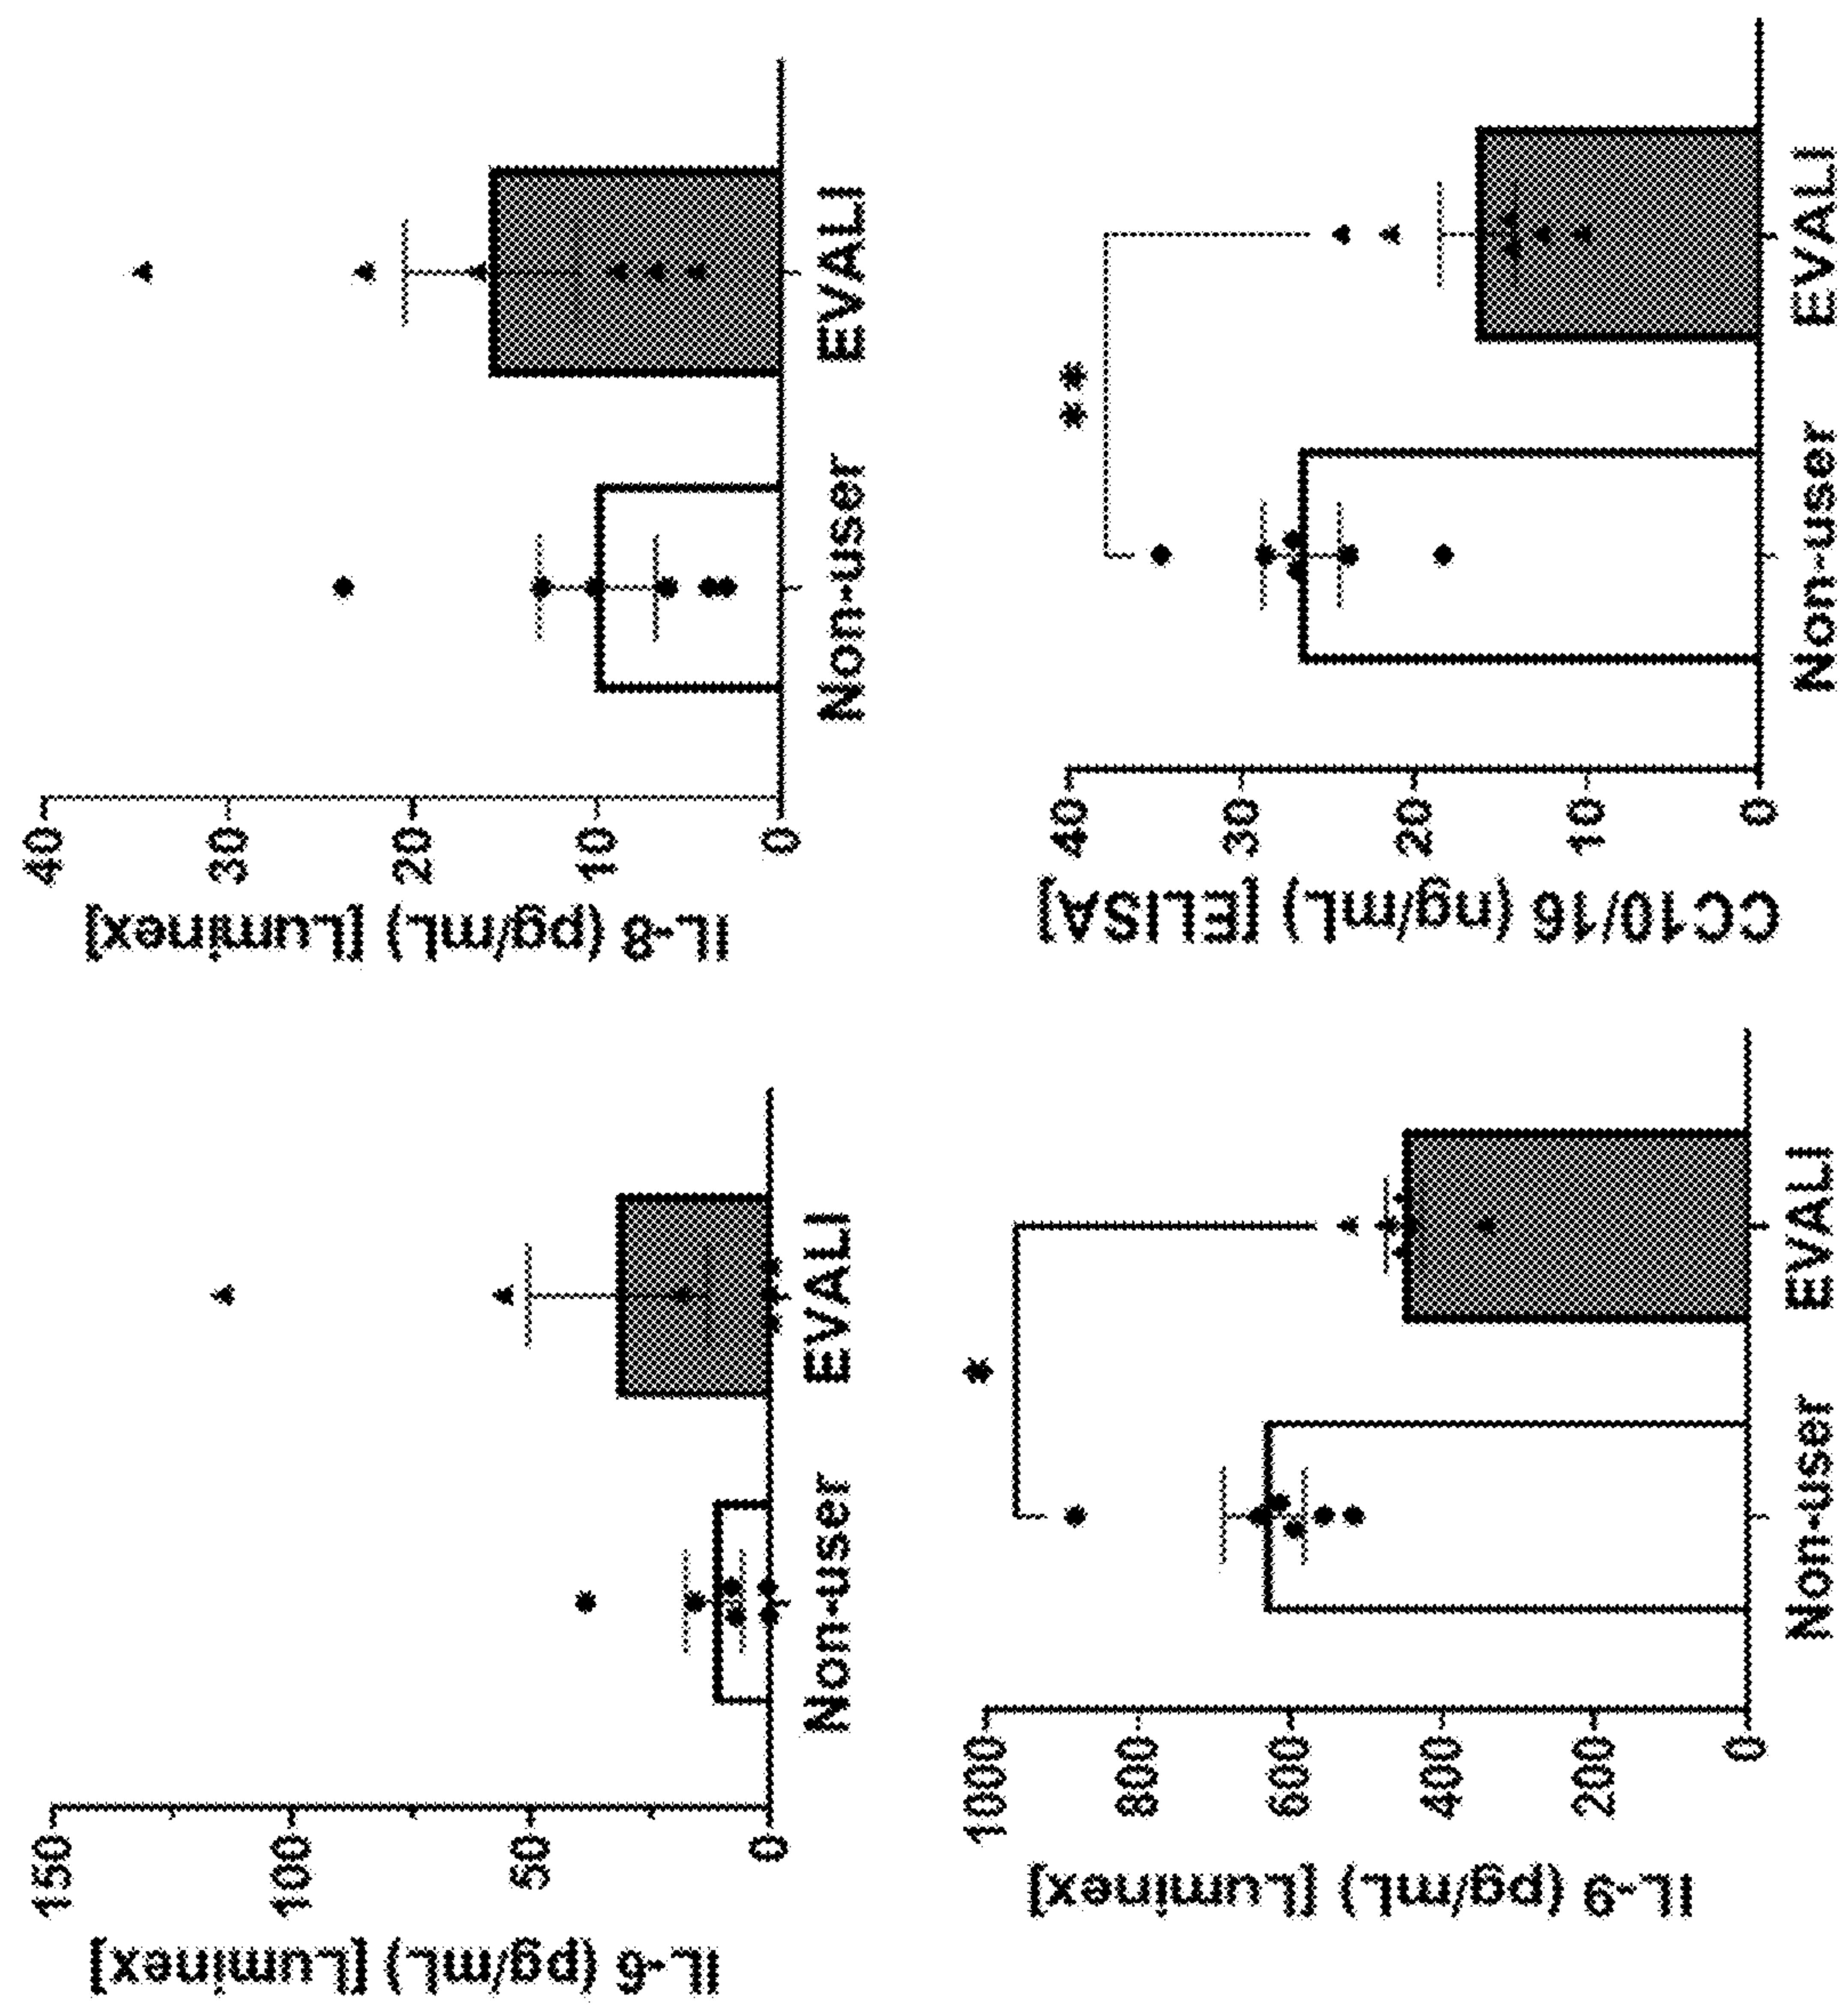 IL-6 (pg/mL) [Luminex]
150
100
50
0
Non-user
EVALI
IL-8 (pg/mL) [Luminex]
40
30
20
10
0
Non-user
EVALI
IL-9 (pg/mL) [Luminex]
1000
800
600
400
200
0
*
Non-user
EVALI
CC10/16 (ng/mL) [ELISA]
40
30
20
10
0
**
Non-user
EVALI